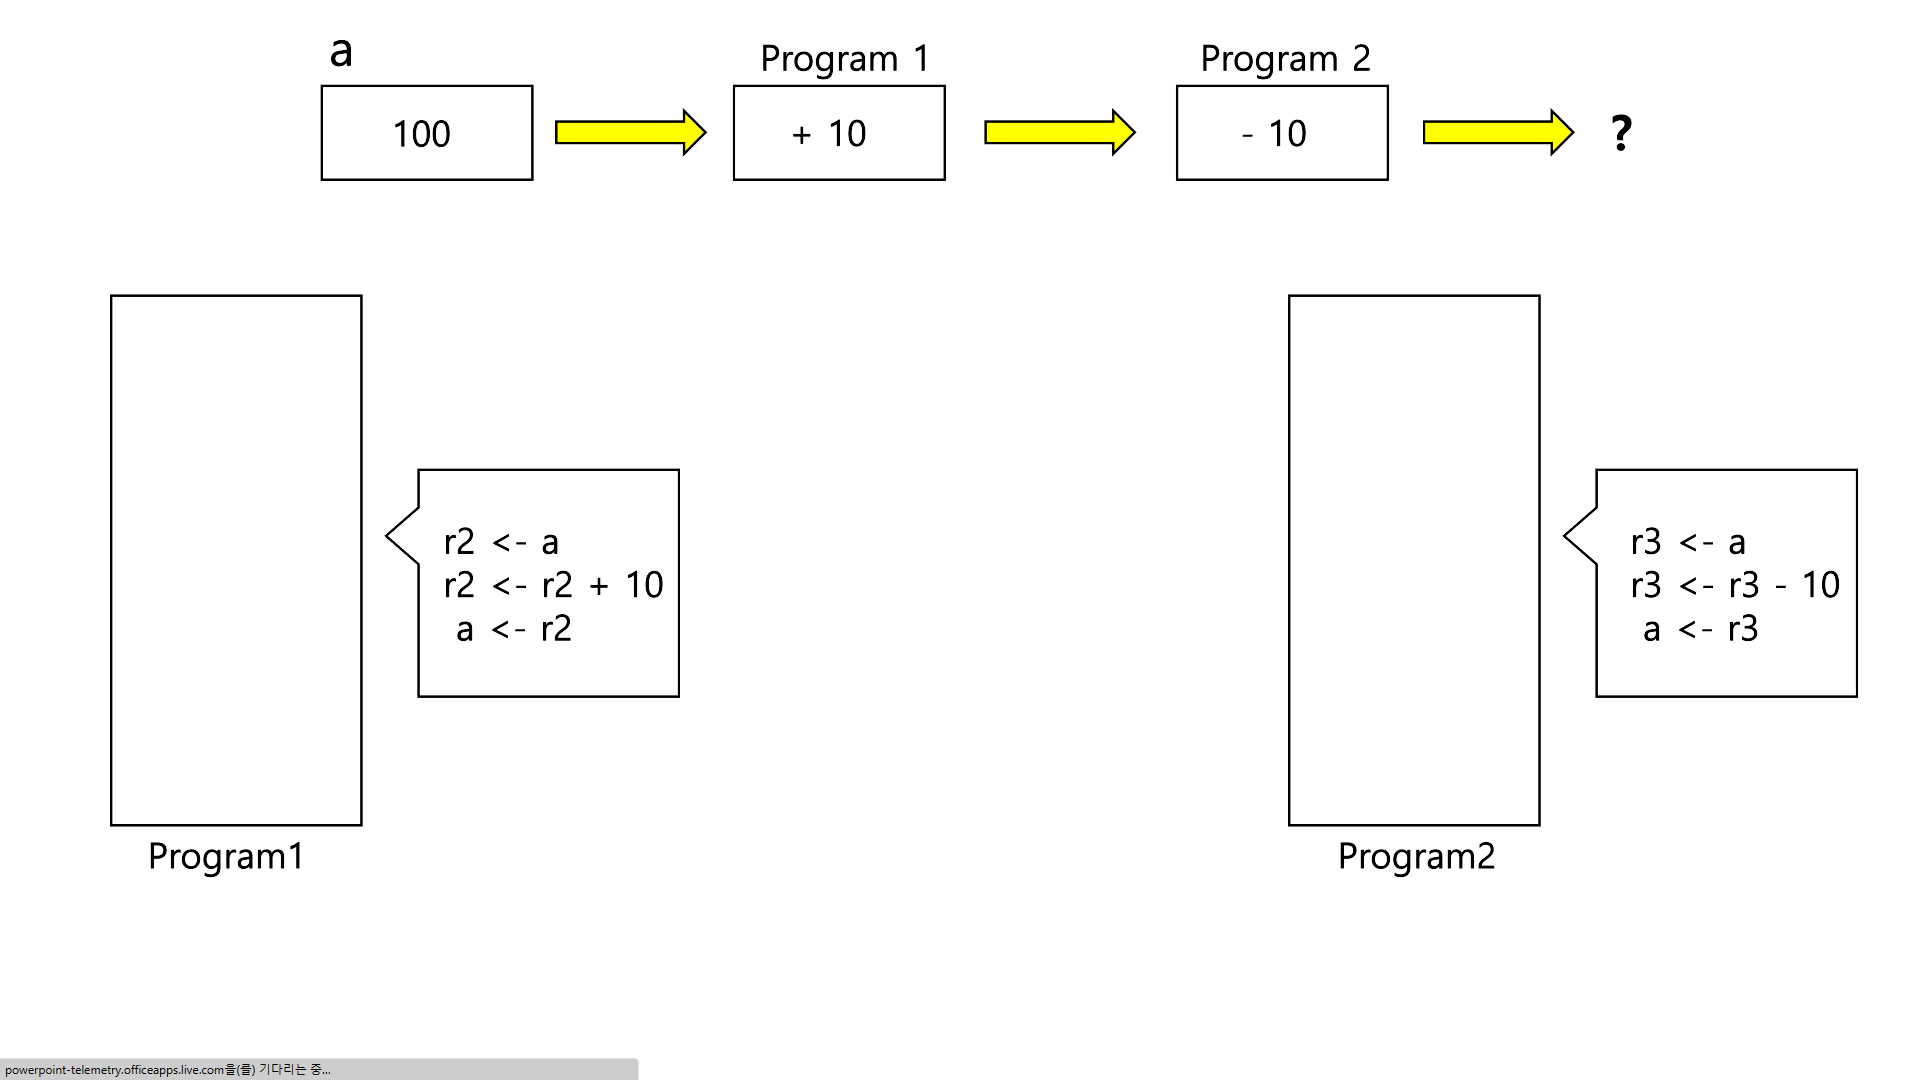 a
Program 1
Program 2
100
+ 10
- 10
?
r2 <- a
r2 <- r2 + 10
a <- r2
r3 <- a
r3 <- r3 - 10
a <- r3
Program1
Program2
powerpoint-telemetry.officeapps.live.com을(를) 기다리는 중...